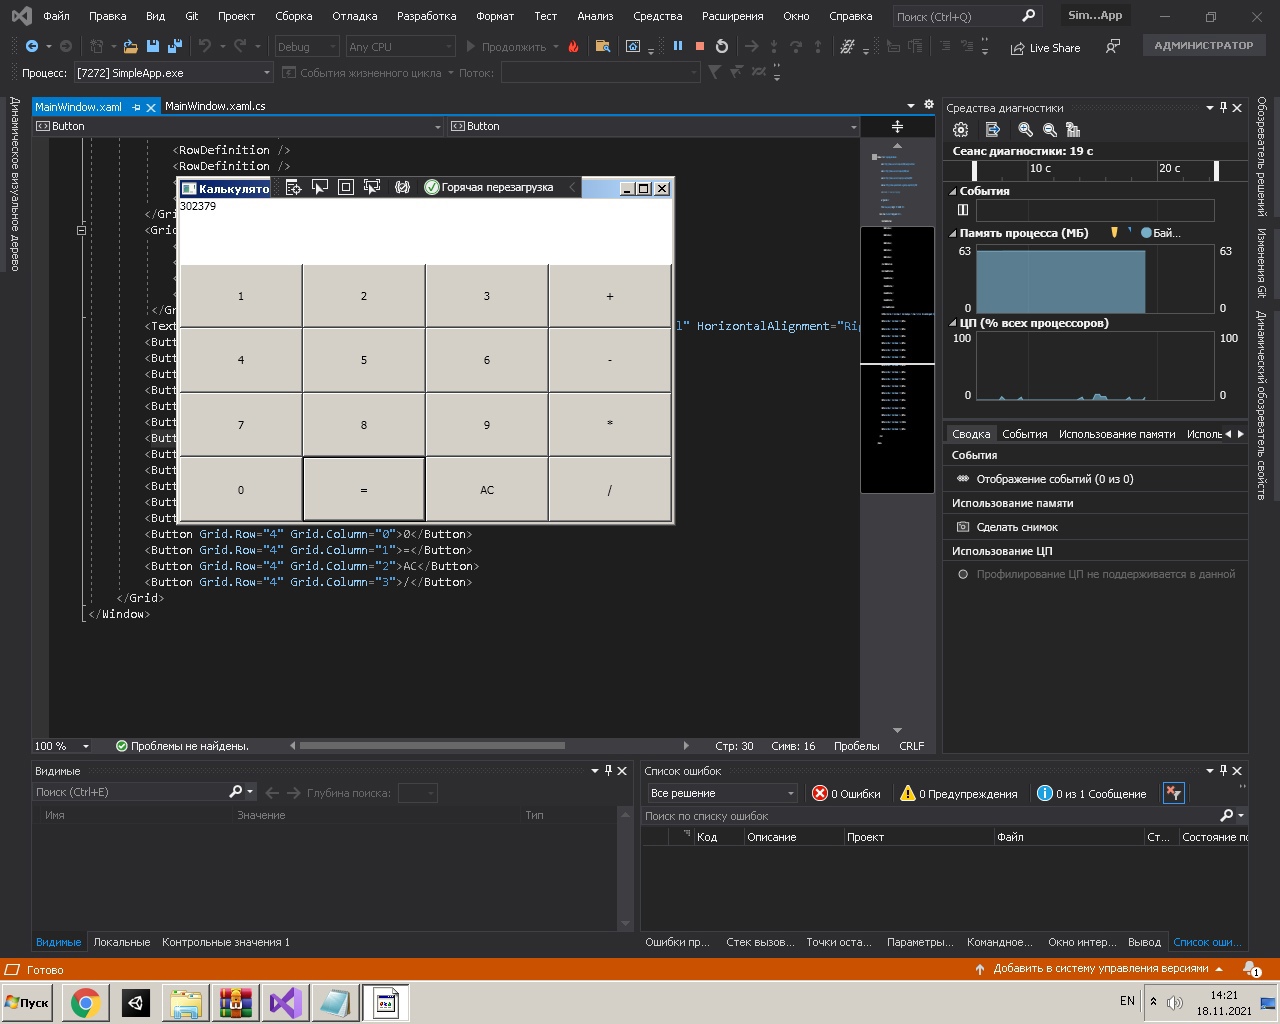 Файл Правка Вид Git Проект Сборка Отладка Разработка Формат Тест Анализ Средства Расширения Окно Справка Поиск (Ctrl+Q) Sim...App
Debug Any CPU Продолжить Live Share АДМИНИСТРАТОР
Процесс: [7272] SimpleApp.exe События жизненного цикла Поток:
Динамическое визуальное дерево
MainWindow.xaml MainWindow.xaml.cs
Button Button
<RowDefinition />
<RowDefinition />
</Gri
<Grid
</Gr
<Text
l" HorizontalAlignment="Ri
<Butt
<Butt
<Butt
<Butt
<Butt
<Butt
<Butt
<Butt
<Butt
<Butt
<Butt
<Butt
<Button Grid.Row="4" Grid.Column="0">0</Button>
<Button Grid.Row="4" Grid.Column="1">=</Button>
<Button Grid.Row="4" Grid.Column="2">AC</Button>
<Button Grid.Row="4" Grid.Column="3">/</Button>
</Grid>
</Window>
Калькулято Горячая перезагрузка
302379
1 2 3 +
4 5 6 -
7 8 9 *
0 = AC /
100 % Проблемы не найдены. Стр: 30 Симв: 16 Пробелы CRLF
Средства диагностики
Сеанс диагностики: 19 с
10 с 20 с
События
Память процесса (МБ) Бай...
63 63
0 0
ЦП (% всех процессоров)
100 100
0 0
Сводка События Использование памяти Исполь
События
Отображение событий (0 из 0)
Использование памяти
Сделать снимок
Использование ЦП
Профилирование ЦП не поддерживается в данной
Обозреватель решений
Изменения Git
Динамический обозреватель свойств
Видимые
Поиск (Ctrl+E) Глубина поиска:
Имя Значение Тип
Видимые Локальные Контрольные значения 1
Список ошибок
Все решение 0 Ошибки 0 Предупреждения 0 из 1 Сообщение
Поиск по списку ошибок
Код Описание Проект Файл Ст... Состояние по
Ошибки пр... Стек вызов... Точки оста... Параметры... Командное... Окно интер... Вывод Список оши...
Готово Добавить в систему управления версиями 1
Пуск EN 14:21
18.11.2021